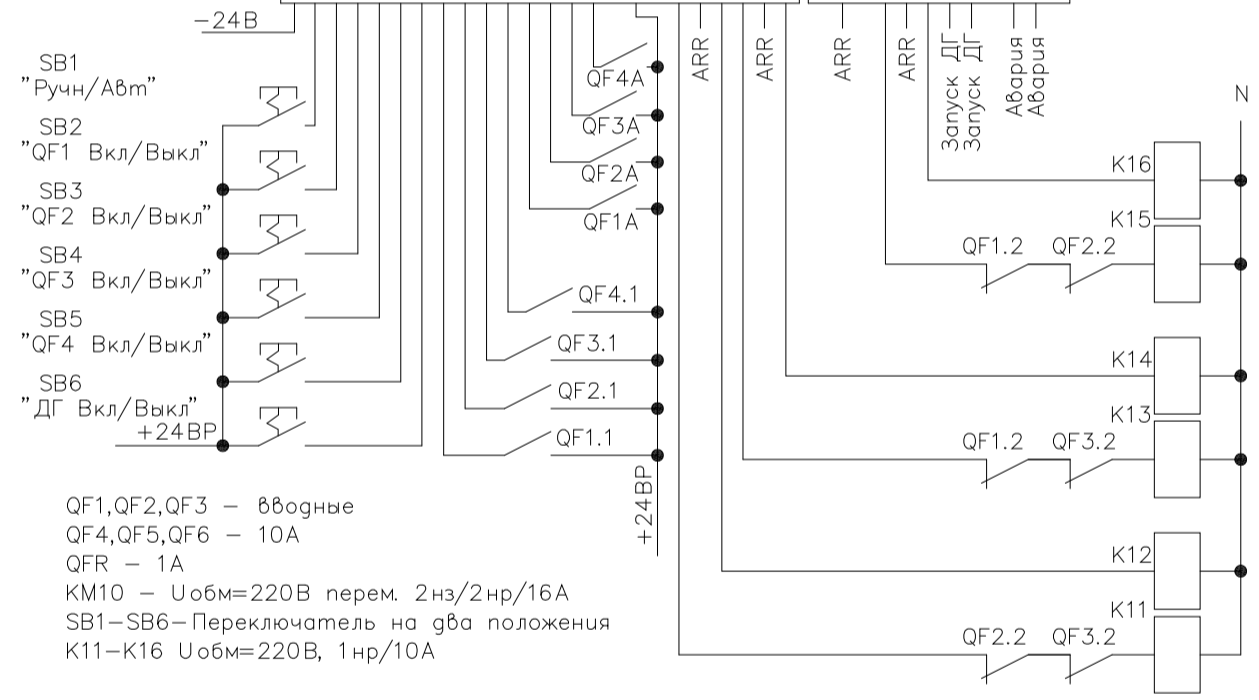 -24В
SB1
"Ручн/Авт"
SB2
"QF1 Вкл/Выкл"
SB3
"QF2 Вкл/Выкл"
SB4
"QF3 Вкл/Выкл"
SB5
"QF4 Вкл/Выкл"
SB6
"ДГ Вкл/Выкл"
+24ВР
QF4A
QF3A
QF2A
QF1A
QF4.1
QF3.1
QF2.1
QF1.1
+24ВР
ARR
ARR
ARR
ARR
Запуск ДГ
Запуск ДГ
Авария
Авария
N
K16
K15
QF1.2 QF2.2
K14
K13
QF1.2 QF3.2
K12
K11
QF2.2 QF3.2
QF1,QF2,QF3 – вводные
QF4,QF5,QF6 – 10А
QFR – 1А
КМ10 – Uобм=220В перем. 2нз/2нр/16А
SB1–SB6–Переключатель на два положения
К11–К16 Uобм=220В, 1нр/10А